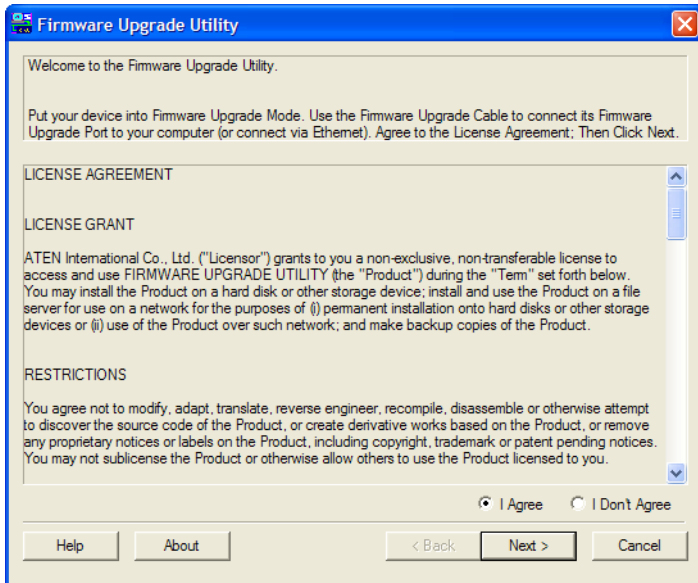 Firmware Upgrade Utility
Welcome to the Firmware Upgrade Utility.
Put your device into Firmware Upgrade Mode. Use the Firmware Upgrade Cable to connect its Firmware
Upgrade Port to your computer (or connect via Ethernet). Agree to the License Agreement; Then Click Next.
LICENSE AGREEMENT
LICENSE GRANT
ATEN International Co., Ltd. ("Licensor") grants to you a non-exclusive, non-transferable license to
access and use FIRMWARE UPGRADE UTILITY (the "Product") during the "Term" set forth below.
You may install the Product on a hard disk or other storage device; install and use the Product on a file
server for use on a network for the purposes of (i) permanent installation onto hard disks or other storage
devices or (ii) use of the Product over such network; and make backup copies of the Product.
RESTRICTIONS
You agree not to modify, adapt, translate, reverse engineer, recompile, disassemble or otherwise attempt
to discover the source code of the Product, or create derivative works based on the Product, or remove
any proprietary notices or labels on the Product, including copyright, trademark or patent pending notices.
You may not sublicense the Product or otherwise allow others to use the Product licensed to you.
I Agree I Don't Agree
Help About < Back Next > Cancel